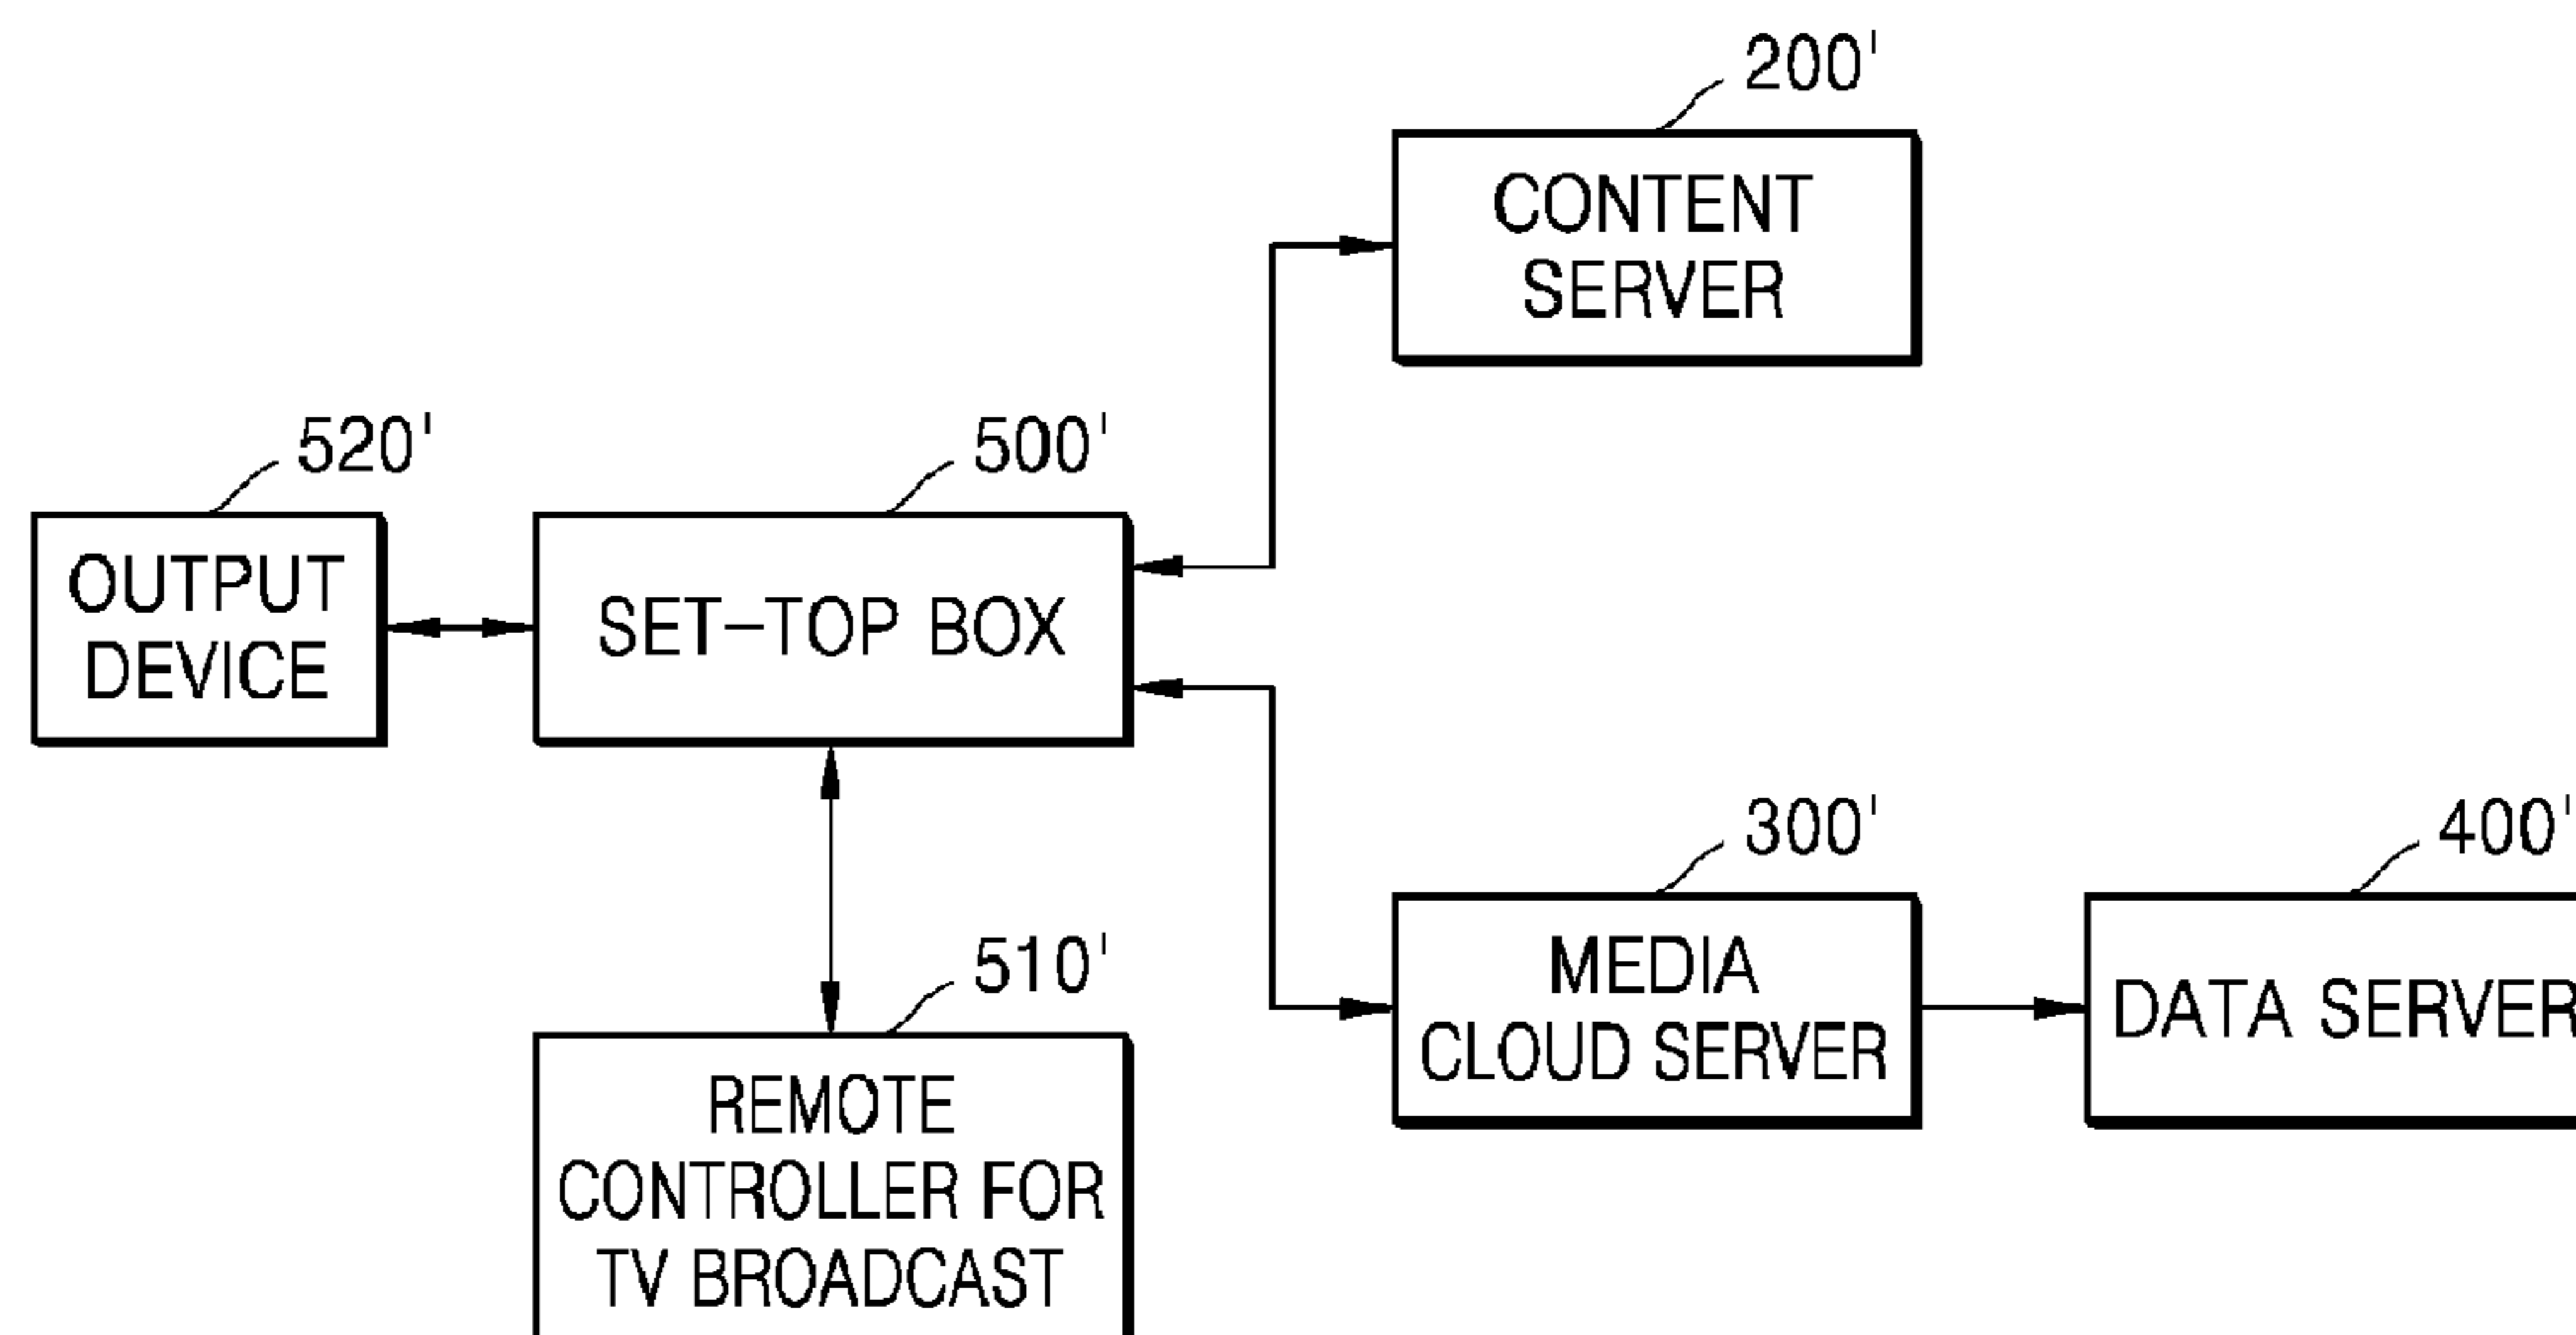 200'
CONTENT
SERVER
520'
500'
OUTPUT
DEVICE
SET-TOP BOX
300'
400'
510'
MEDIA
CLOUD SERVER
DATA SERVER
REMOTE
CONTROLLER FOR
TV BROADCAST